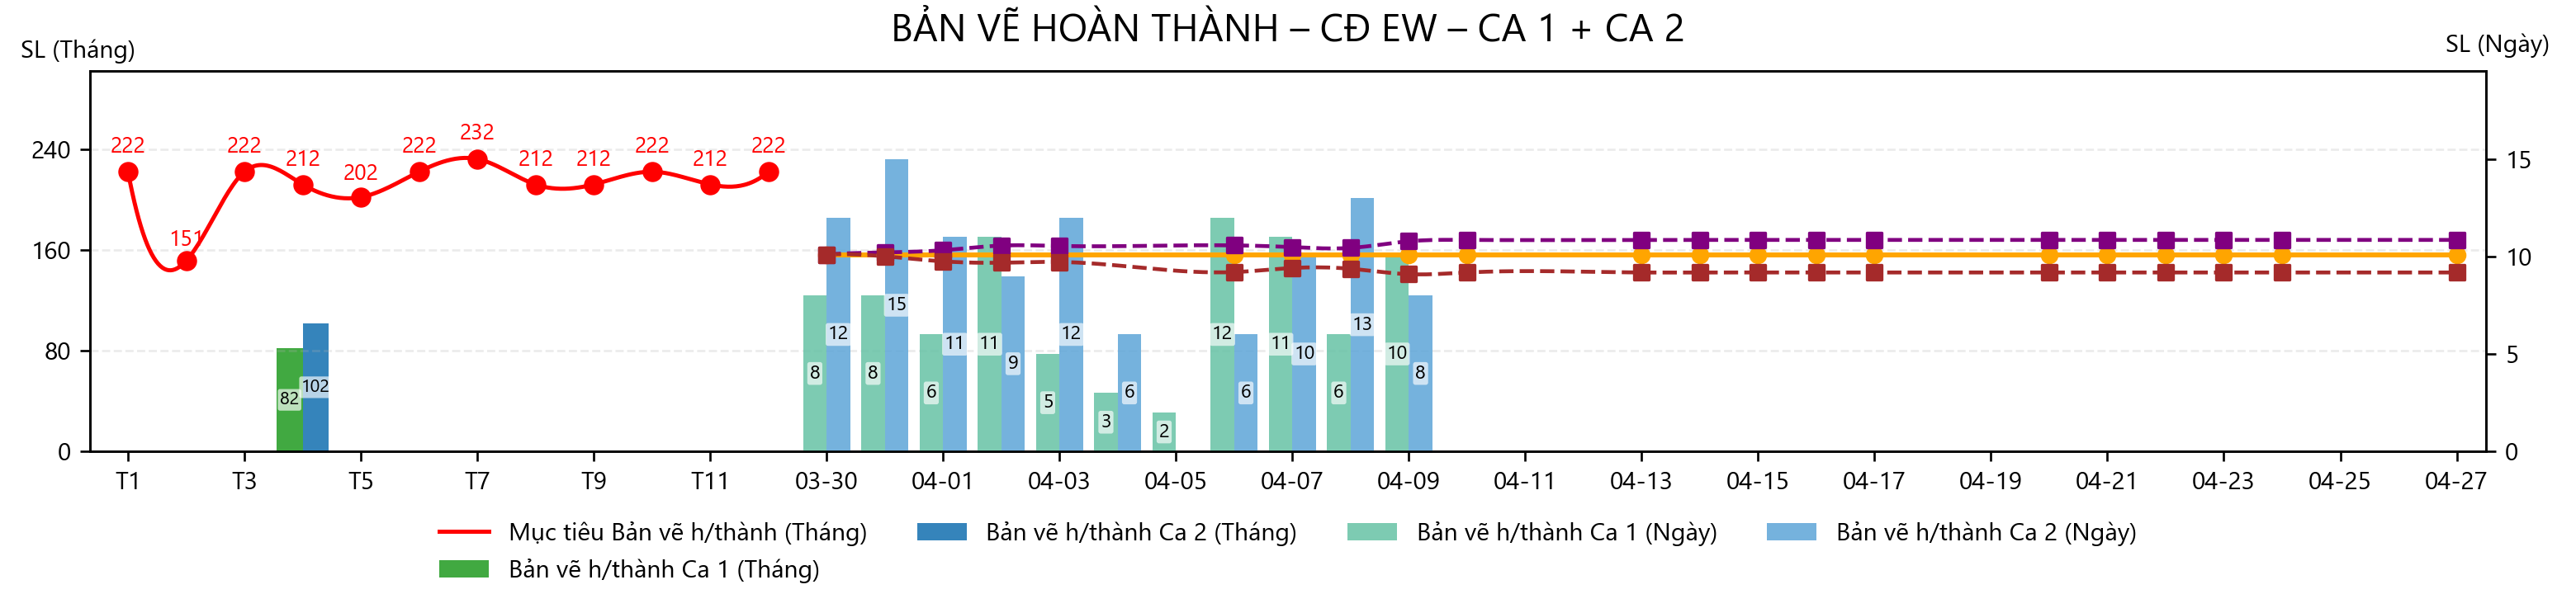 BẢN VẼ HOÀN THÀNH – CĐ EW – CA 1 + CA 2
SL (Tháng)
SL (Ngày)
222 151 222 212 202 222 232 212 212 222 212 222
240
160
80
0
15
10
5
0
82 102
8 12 8 15 6 11 11 9 5 12 3 6 2 12 6 11 10 6 13 10 8
T1 T3 T5 T7 T9 T11 03-30 04-01 04-03 04-05 04-07 04-09 04-11 04-13 04-15 04-17 04-19 04-21 04-23 04-25 04-27
Mục tiêu Bản vẽ h/thành (Tháng)
Bản vẽ h/thành Ca 1 (Tháng)
Bản vẽ h/thành Ca 2 (Tháng)
Bản vẽ h/thành Ca 1 (Ngày)
Bản vẽ h/thành Ca 2 (Ngày)